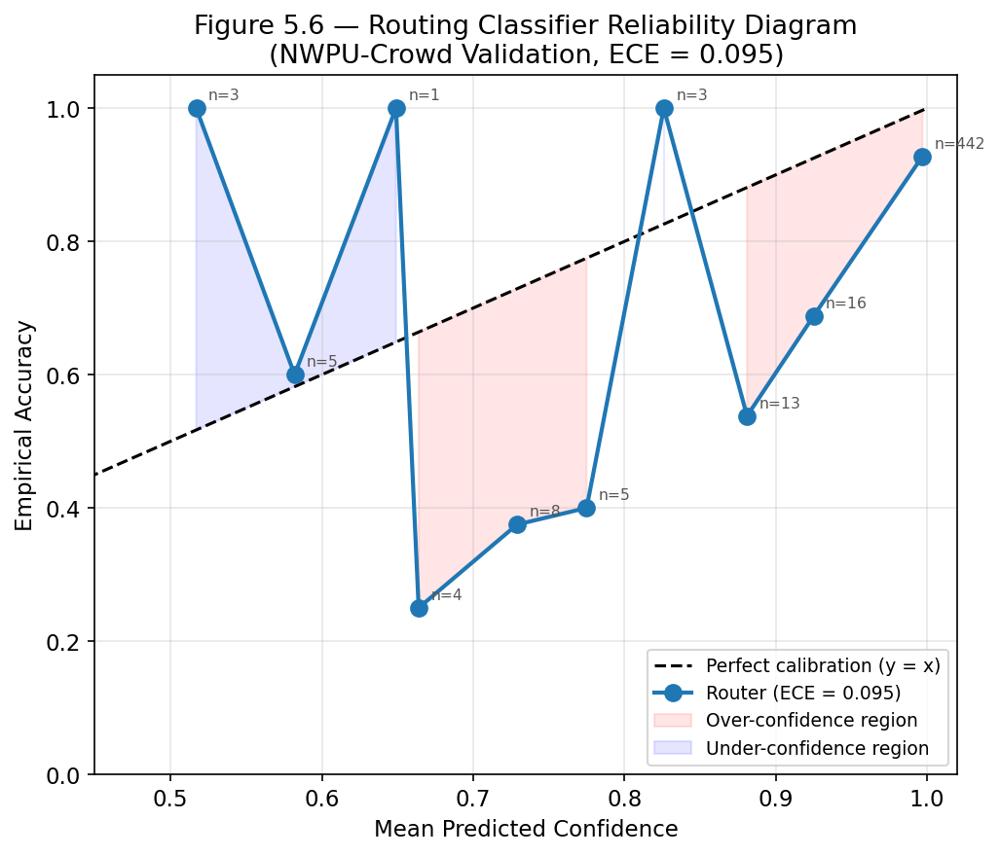 Figure 5.6 — Routing Classifier Reliability Diagram
(NWPU-Crowd Validation, ECE = 0.095)
n=3
n=1
n=3
n=442
n=5
n=16
n=13
n=8
n=5
n=4
1.0
0.8
0.6
0.4
0.2
0.0
Empirical Accuracy
0.5
0.6
0.7
0.8
0.9
1.0
Mean Predicted Confidence
Perfect calibration (y = x)
Router (ECE = 0.095)
Over-confidence region
Under-confidence region